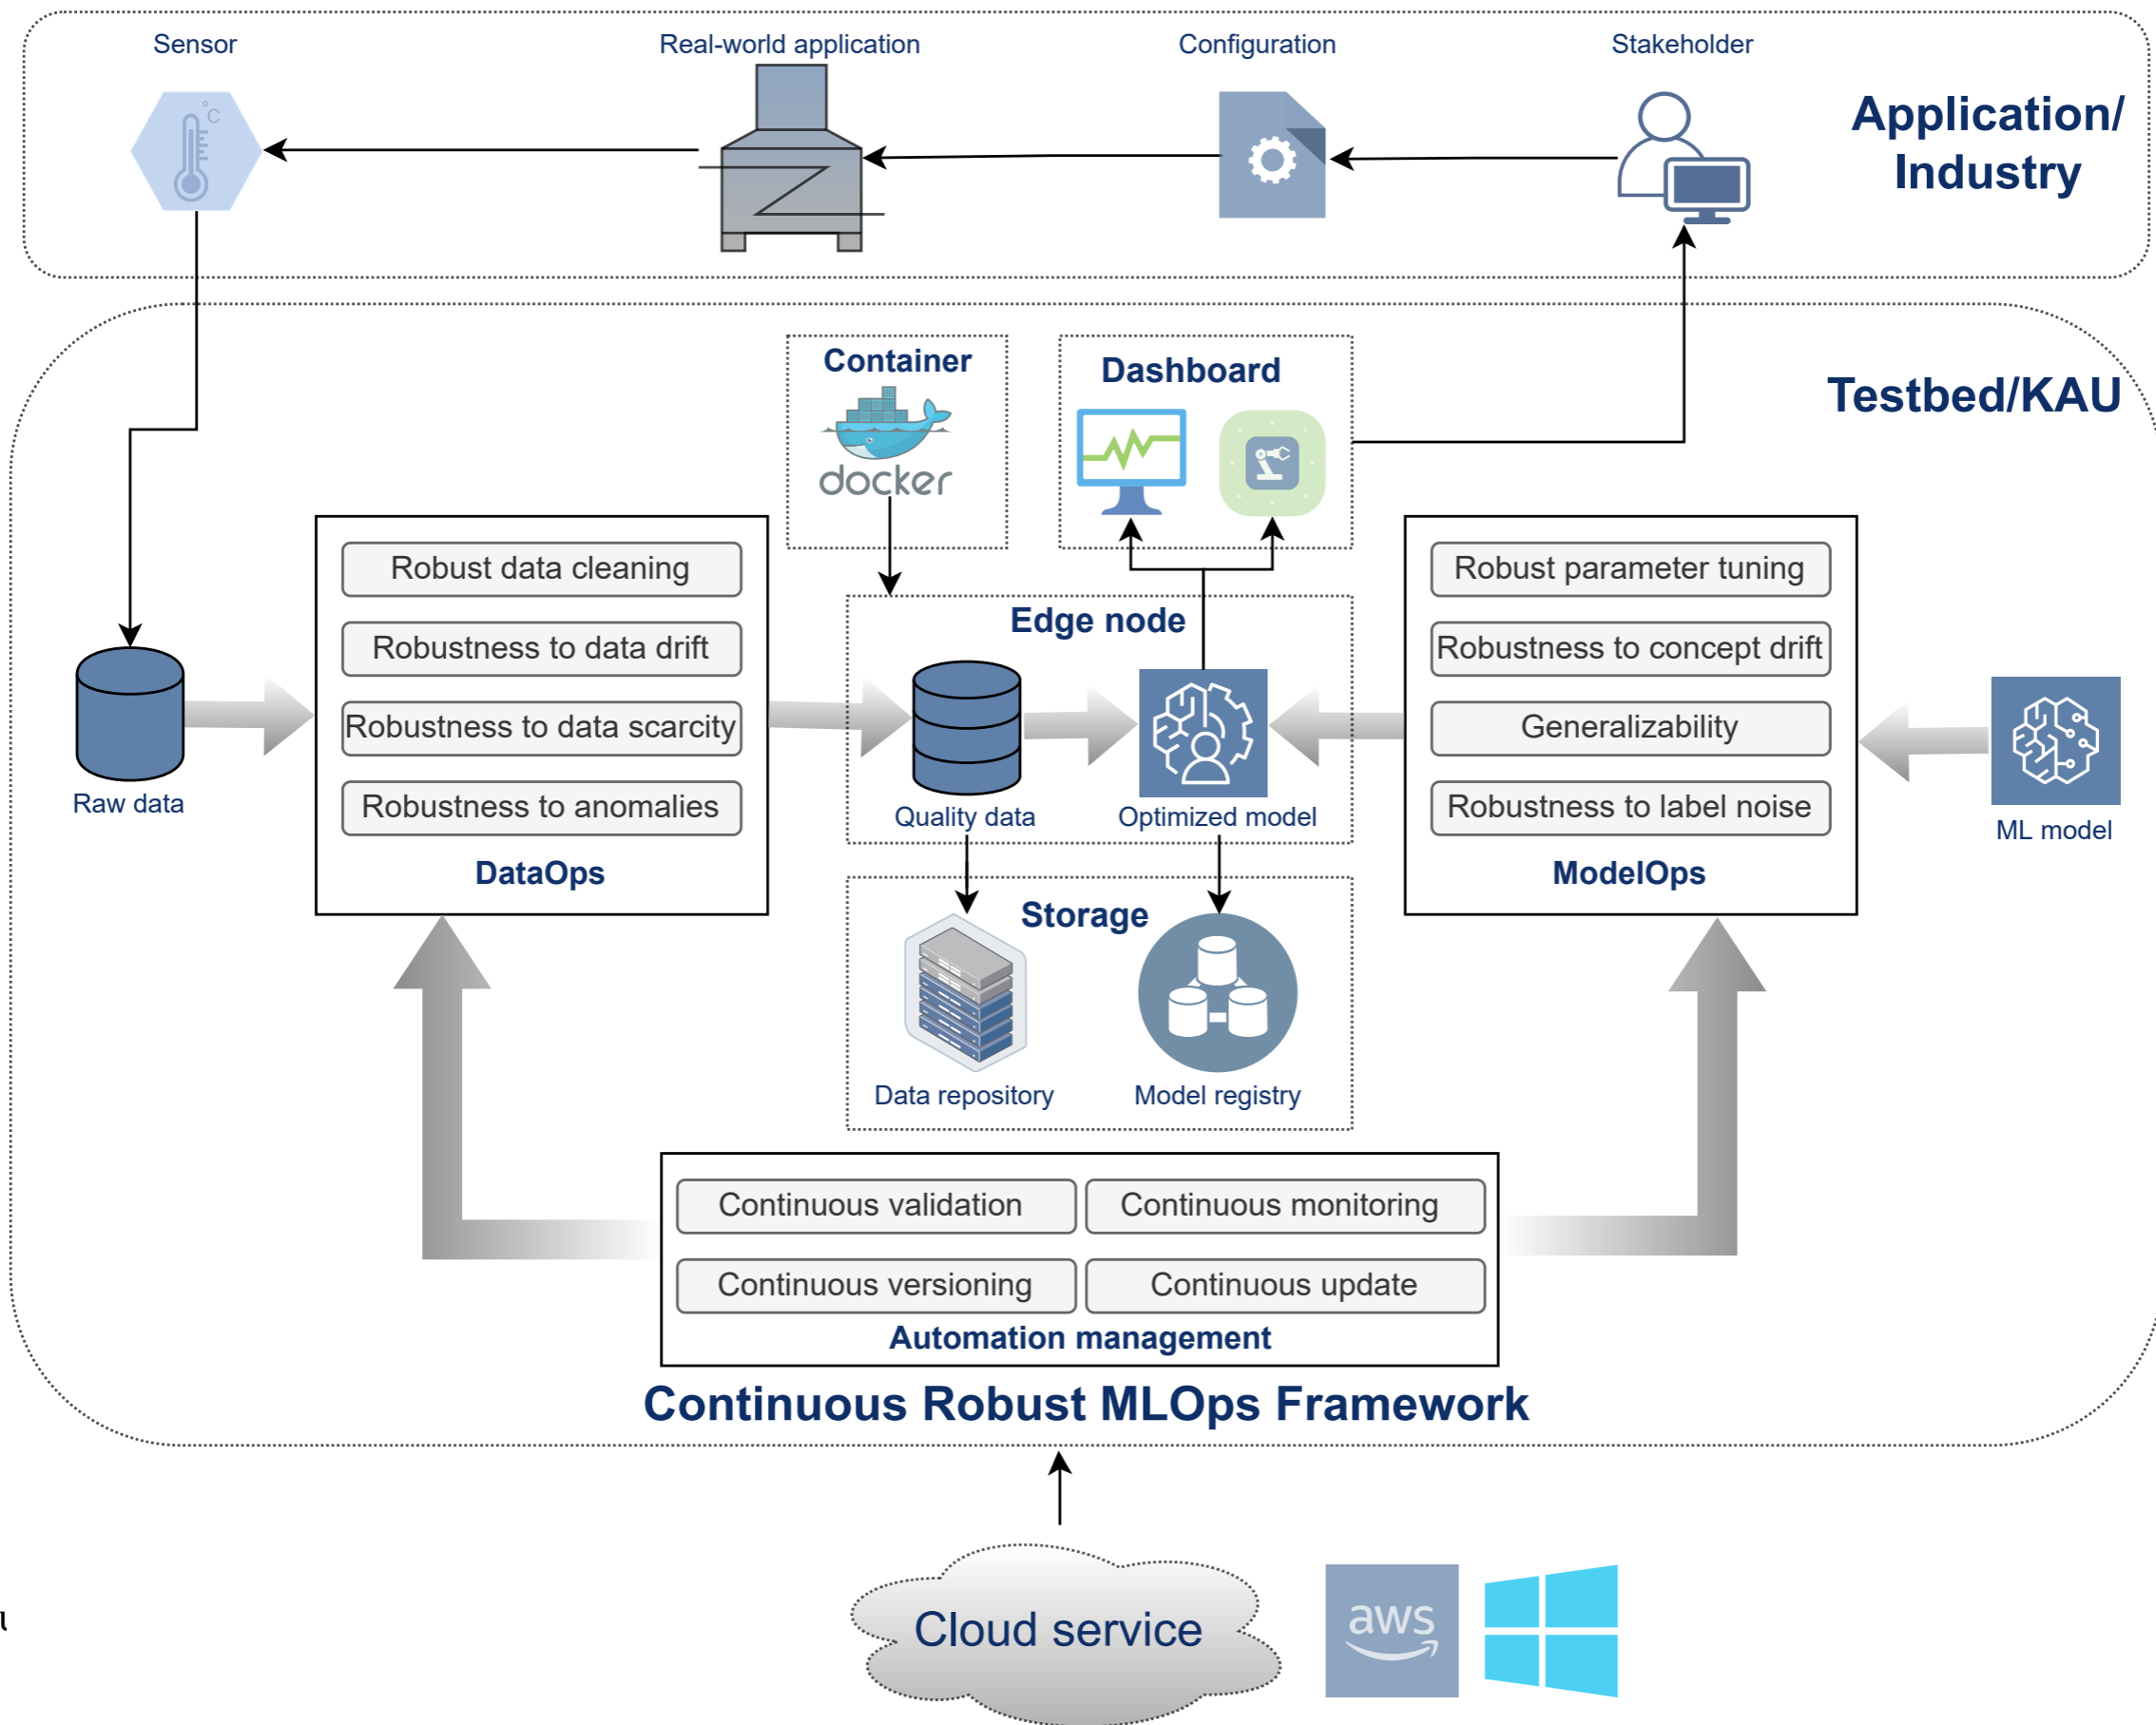 Sensor
Real-world application
Configuration
Stakeholder
°C
Application/
Industry
Testbed/KAU
Container
docker
Dashboard
Robust data cleaning
Robustness to data drift
Robustness to data scarcity
Robustness to anomalies
DataOps
Raw data
Edge node
Quality data
Optimized model
Robust parameter tuning
Robustness to concept drift
Generalizability
Robustness to label noise
ModelOps
ML model
Storage
Data repository
Model registry
Continuous validation
Continuous monitoring
Continuous versioning
Continuous update
Automation management
Continuous Robust MLOps Framework
Cloud service
aws